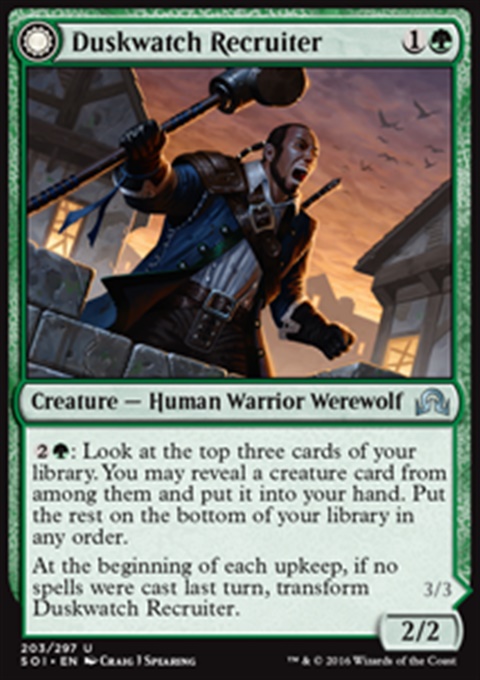 Duskwatch Recruiter 1
Creature — Human Warrior Werewolf
2: Look at the top three cards of your
library. You may reveal a creature card from
among them and put it into your hand. Put
the rest on the bottom of your library in
any order.
At the beginning of each upkeep, if no
spells were cast last turn, transform
Duskwatch Recruiter.
3/3
2/2
203/297 U
SOI • EN Craig J Spearing
™ & © 2016 Wizards of the Coast